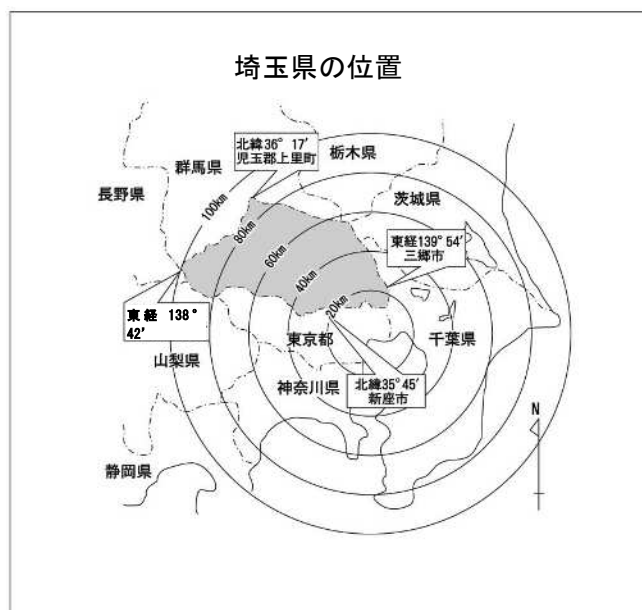 埼玉県の位置
北緯36° 17′
児玉郡上里町
栃木県
群馬県
長野県
茨城県
100km
80km
60km
40km
20km
東経139° 54′
三郷市
東経 138°
42′
山梨県
東京都
千葉県
神奈川県
北緯35°45′
新座市
N
静岡県